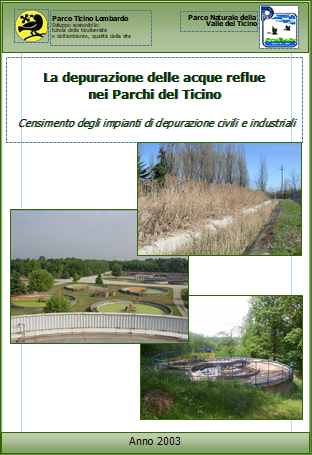 Parco Ticino Lombardo
Sviluppo sostenibile:
tutela della biodiversità
e dell'ambiente, qualità della vita
Parco Naturale della
Valle del Ticino
La depurazione delle acque reflue
nei Parchi del Ticino
Censimento degli impianti di depurazione civili e industriali
Anno 2003